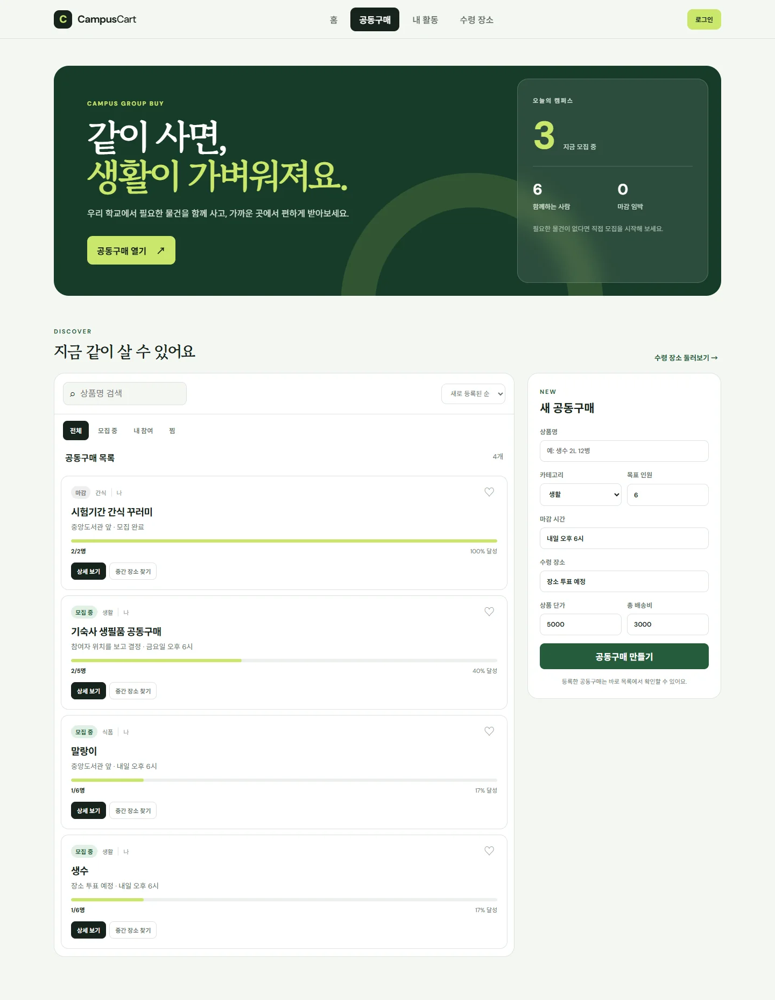 C CampusCart
홈 공동구매 내 활동 수령 장소
로그인
CAMPUS GROUP BUY
같이 사면,
생활이 가벼워져요.
우리 학교에서 필요한 물건을 함께 사고, 가까운 곳에서 편하게 받아보세요.
공동구매 열기 ↗
오늘의 캠퍼스
3 지금 모집 중
6 0
함께하는 사람 마감 임박
필요한 물건이 없다면 직접 모집을 시작해 보세요.
DISCOVER
지금 같이 살 수 있어요
수령 장소 둘러보기 →
상품명 검색
새로 등록된 순
전체 모집 중 내 참여 찜
공동구매 목록 4개
마감 간식 나
시험기간 간식 꾸러미
중앙도서관 앞 · 모집 완료
2/2명 100% 달성
상세 보기 중간 장소 찾기
모집 중 생활 나
기숙사 생필품 공동구매
참여자 위치를 보고 결정 · 금요일 오후 6시
2/5명 40% 달성
상세 보기 중간 장소 찾기
모집 중 식품 나
말랑이
중앙도서관 앞 · 내일 오후 6시
1/6명 17% 달성
상세 보기 중간 장소 찾기
모집 중 생활 나
생수
장소 투표 예정 · 내일 오후 6시
1/6명 17% 달성
상세 보기 중간 장소 찾기
NEW
새 공동구매
상품명
예: 생수 2L 12병
카테고리 목표 인원
생활 6
마감 시간
내일 오후 6시
수령 장소
장소 투표 예정
상품 단가 총 배송비
5000 3000
공동구매 만들기
등록한 공동구매는 바로 목록에서 확인할 수 있어요.